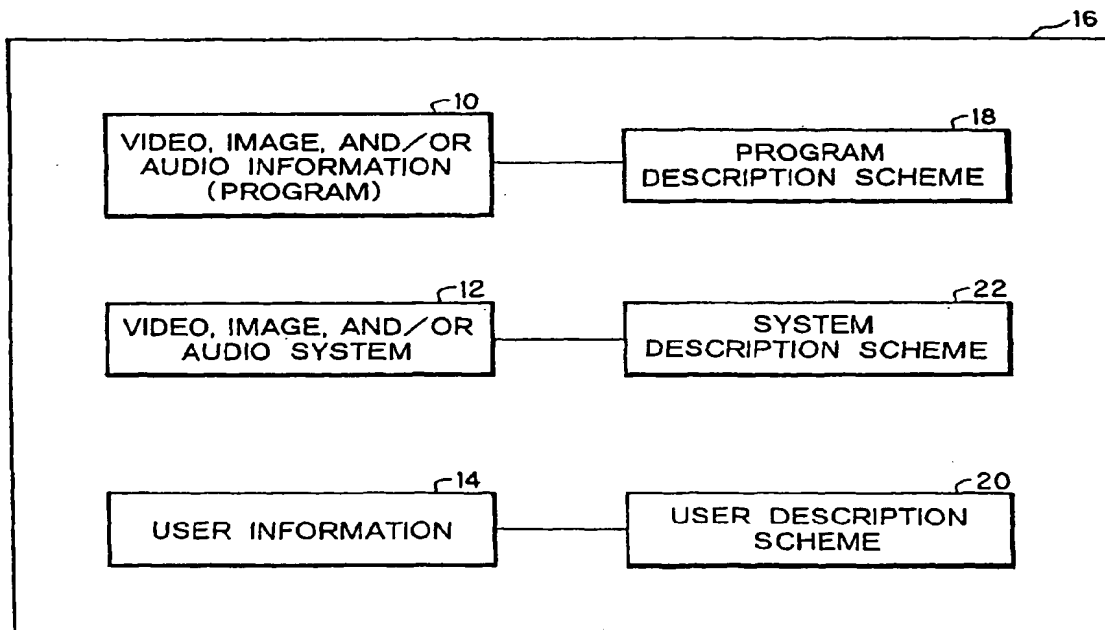 16
10
VIDEO, IMAGE, AND/OR
AUDIO INFORMATION
(PROGRAM)
18
PROGRAM
DESCRIPTION SCHEME
12
VIDEO, IMAGE, AND/OR
AUDIO SYSTEM
22
SYSTEM
DESCRIPTION SCHEME
14
USER INFORMATION
20
USER DESCRIPTION
SCHEME